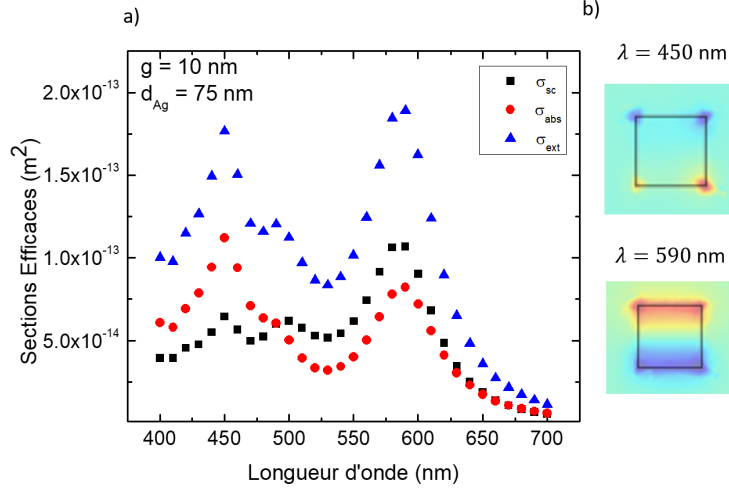 a)
b)
g = 10 nm
d_Ag = 75 nm
σ_sc
σ_abs
σ_ext
2.0x10^-13
1.5x10^-13
1.0x10^-13
5.0x10^-14
Sections Efficaces (m^2)
400 450 500 550 600 650 700
Longueur d'onde (nm)
λ = 450 nm
λ = 590 nm